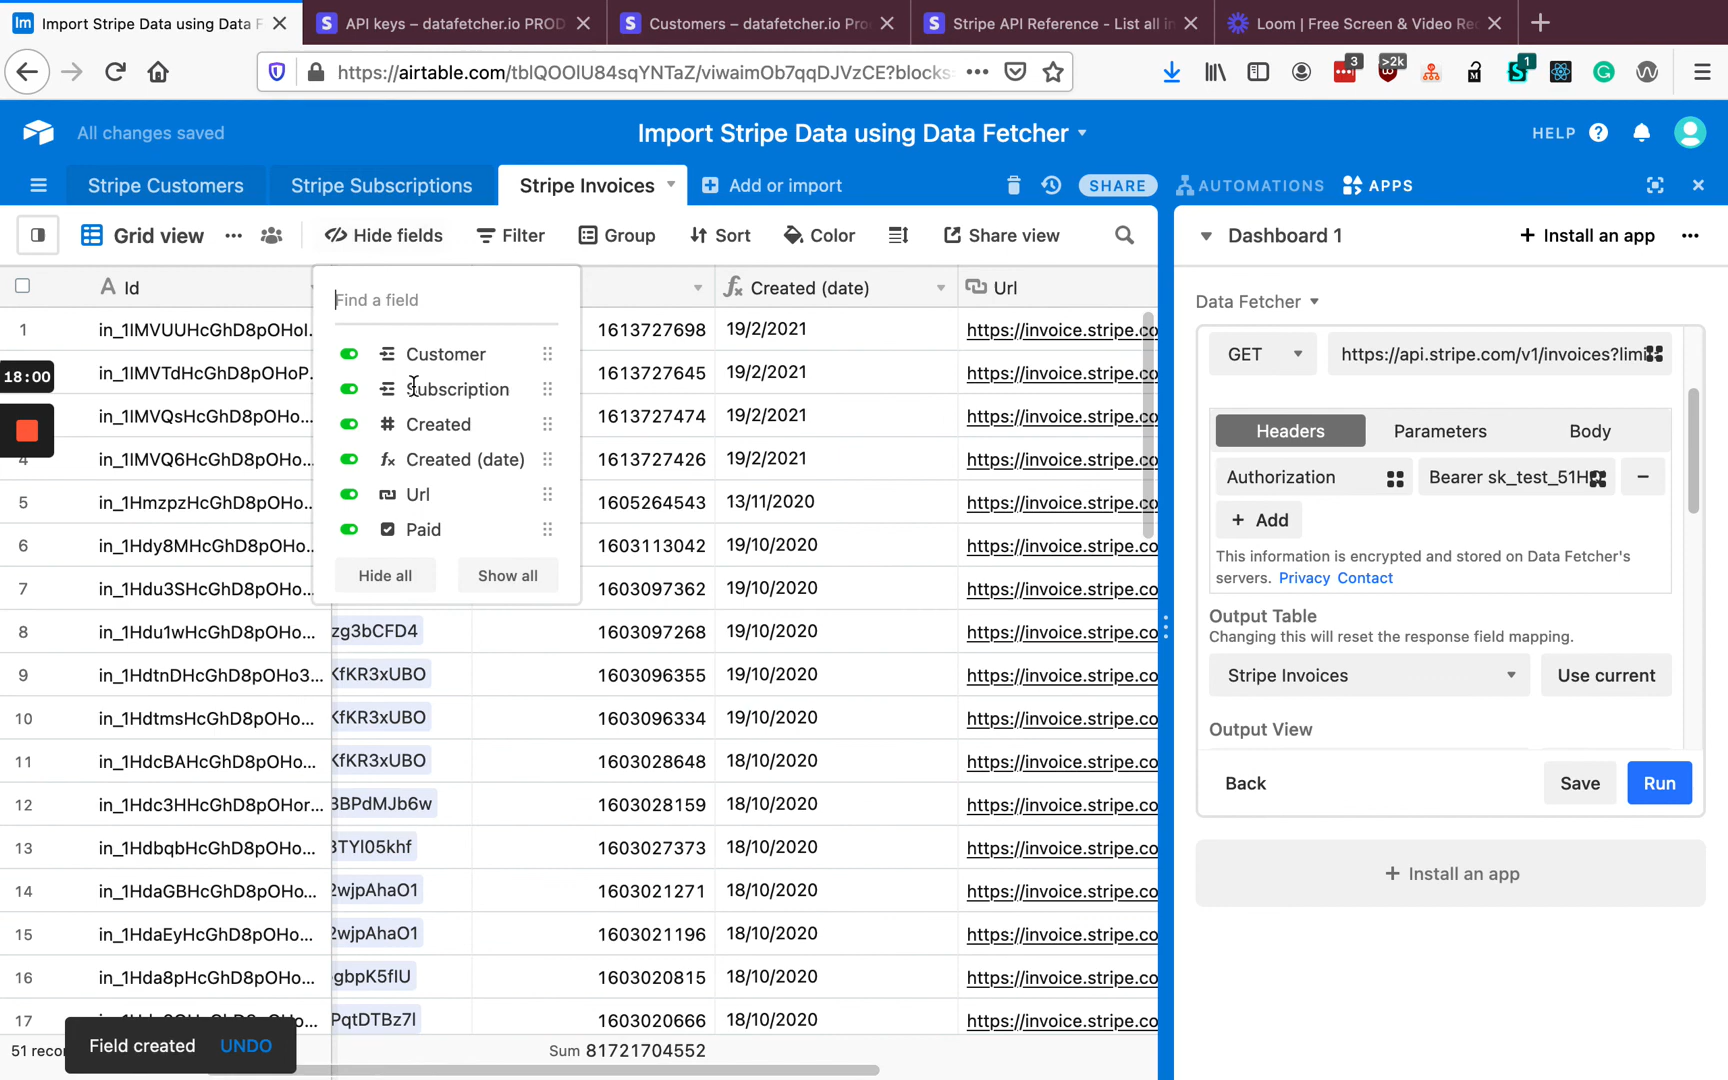 Import Stripe Data using Data F
API keys – datafetcher.io PROD
Customers – datafetcher.io Pro
Stripe API Reference - List all in
Loom | Free Screen & Video Re
https://airtable.com/tblQOOlU84sqYNTaZ/viwaimOb7qqDJVzCE?blocks
3
>2k
1
All changes saved
Import Stripe Data using Data Fetcher
HELP
Stripe Customers
Stripe Subscriptions
Stripe Invoices
Add or import
SHARE
AUTOMATIONS
APPS
Grid view
Hide fields
Filter
Group
Sort
Color
Share view
Dashboard 1
+ Install an app
Id
Created (date)
Url
Find a field
Customer
Subscription
Created
Created (date)
Url
Paid
Hide all
Show all
1 in_1IMVUUHcGhD8pOHoI. 1613727698 19/2/2021 https://invoice.stripe.co
in_1IMVTdHcGhD8pOHoP. 1613727645 19/2/2021 https://invoice.stripe.co
in_1IMVQsHcGhD8pOHo... 1613727474 19/2/2021 https://invoice.stripe.co
4 in_1IMVQ6HcGhD8pOHo... 1613727426 19/2/2021 https://invoice.stripe.co
5 in_1HmzpzHcGhD8pOHo... 1605264543 13/11/2020 https://invoice.stripe.co
6 in_1Hdy8MHcGhD8pOHo... 1603113042 19/10/2020 https://invoice.stripe.co
7 in_1Hdu3SHcGhD8pOHo... 1603097362 19/10/2020 https://invoice.stripe.co
8 in_1Hdu1wHcGhD8pOHo... zg3bCFD4 1603097268 19/10/2020 https://invoice.stripe.co
9 in_1HdtnDHcGhD8pOHo3... KfKR3xUBO 1603096355 19/10/2020 https://invoice.stripe.co
10 in_1HdtmsHcGhD8pOHo... KfKR3xUBO 1603096334 19/10/2020 https://invoice.stripe.co
11 in_1HdcBAHcGhD8pOHo... KfKR3xUBO 1603028648 18/10/2020 https://invoice.stripe.co
12 in_1Hdc3HHcGhD8pOHor... 3BPdMJb6w 1603028159 18/10/2020 https://invoice.stripe.co
13 in_1HdbqbHcGhD8pOHo... 3TYI05khf 1603027373 18/10/2020 https://invoice.stripe.co
14 in_1HdaGBHcGhD8pOHo... 2wjpAhaO1 1603021271 18/10/2020 https://invoice.stripe.co
15 in_1HdaEyHcGhD8pOHo... 2wjpAhaO1 1603021196 18/10/2020 https://invoice.stripe.co
16 in_1Hda8pHcGhD8pOHo... gbpK5fIU 1603020815 18/10/2020 https://invoice.stripe.co
17 PqtDTBz7I 1603020666 18/10/2020 https://invoice.stripe.co
18:00
51 reco
Field created UNDO
Sum 81721704552
Data Fetcher
GET
https://api.stripe.com/v1/invoices?limi
Headers
Parameters
Body
Authorization
Bearer sk_test_51H
+ Add
This information is encrypted and stored on Data Fetcher's
servers. Privacy Contact
Output Table
Changing this will reset the response field mapping.
Stripe Invoices
Use current
Output View
Back
Save
Run
+ Install an app